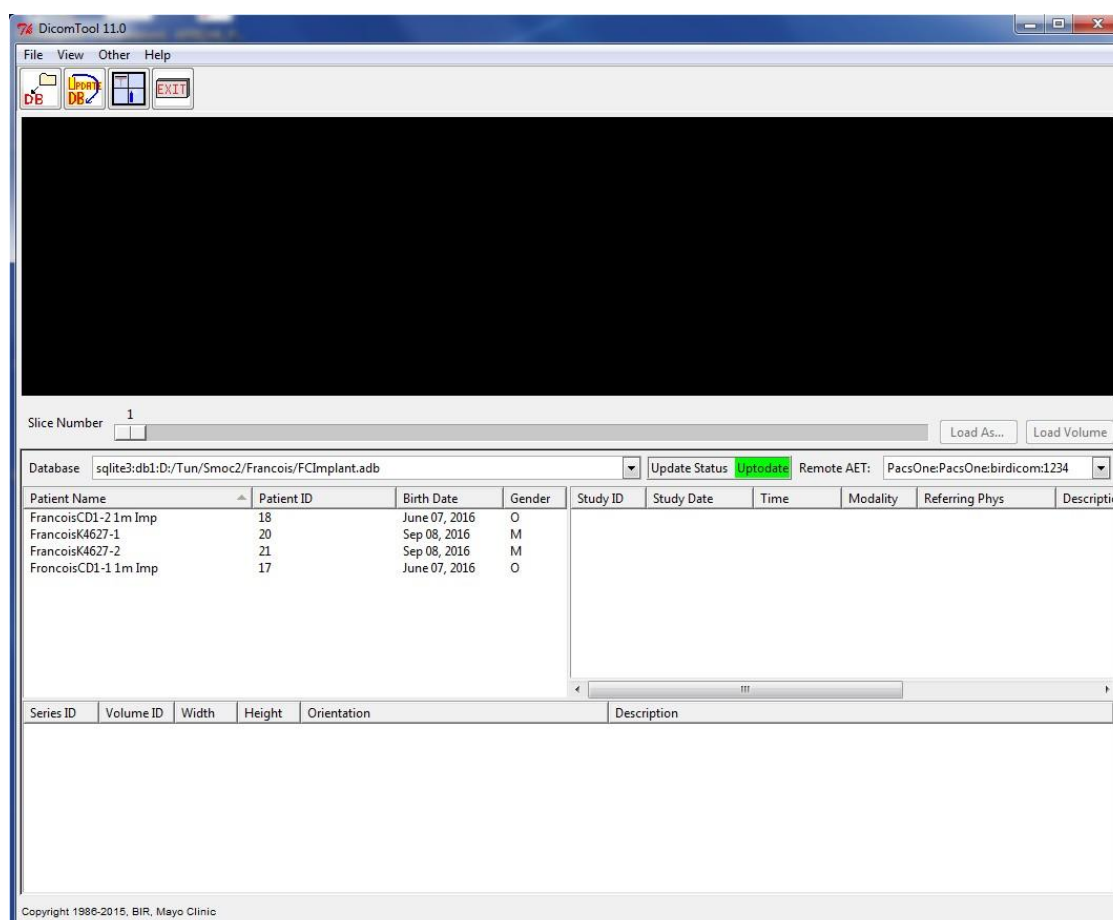 DicomTool 11.0
File View Other Help
DB UPDATE DB EXIT
Slice Number 1 Load As... Load Volume
Database sqlite3:db1:D:/Tun/Smoc2/Francois/FCImplant.adb Update Status Uptodate Remote AET: PacsOne:PacsOne:birdicom:1234
Patient Name Patient ID Birth Date Gender Study ID Study Date Time Modality Referring Phys Descripti
FrancoisCD1-2 1m Imp 18 June 07, 2016 O
FrancoisK4627-1 20 Sep 08, 2016 M
FrancoisK4627-2 21 Sep 08, 2016 M
FroncoisCD1-1 1m Imp 17 June 07, 2016 O
Series ID Volume ID Width Height Orientation Description
Copyright 1986-2015, BIR, Mayo Clinic